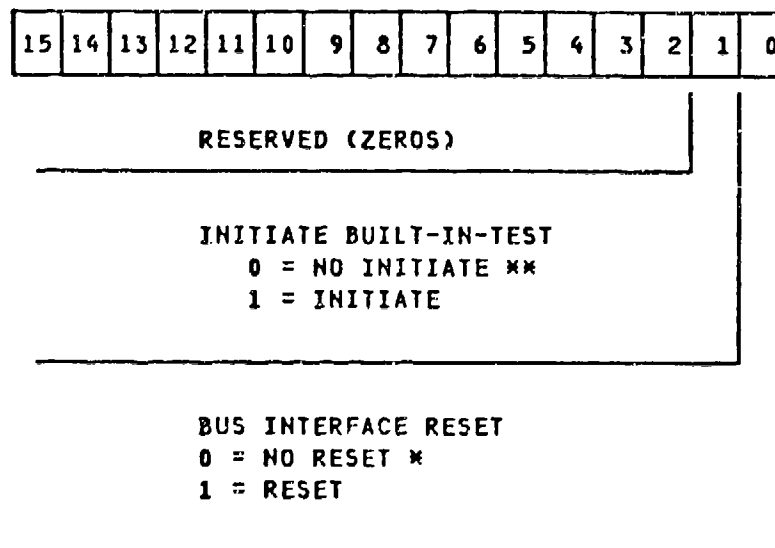 15 14 13 12 11 10 9 8 7 6 5 4 3 2 1 0
RESERVED (ZEROS)
INITIATE BUILT-IN-TEST
0 = NO INITIATE **
1 = INITIATE
BUS INTERFACE RESET
0 = NO RESET *
1 = RESET